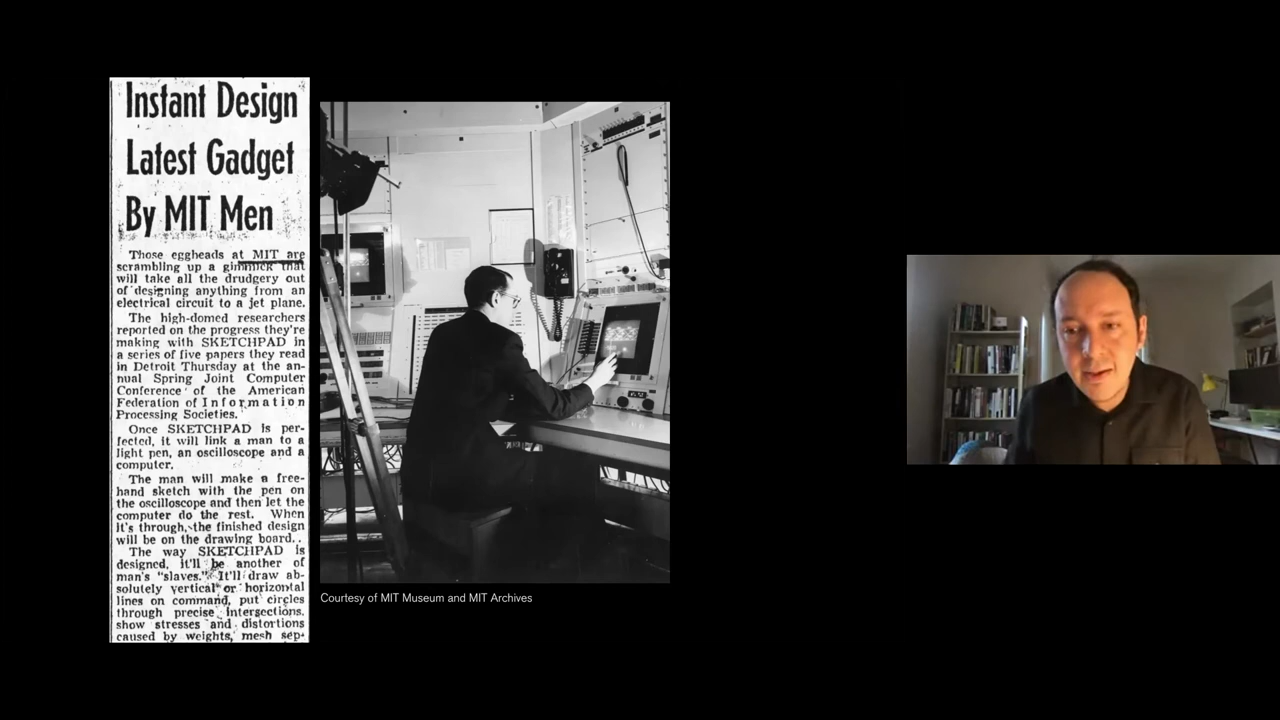 Instant Design
Latest Gadget
By MIT Men
Those eggheads at MIT are
scrambling up a gimmick that
will take all the drudgery out
of designing anything from an
electrical circuit to a jet plane.
The high-domed researchers
reported on the progress they're
making with SKETCHPAD in
a series of five papers they read
in Detroit Thursday at the an-
nual Spring Joint Computer
Conference of the American
Federation of Information
Processing Societies.
Once SKETCHPAD is per-
fected, it will link a man to a
light pen, an oscilloscope and a
computer.
The man will make a free-
hand sketch with the pen on
the oscilloscope and then let the
computer do the rest. When
it's through, the finished design
will be on the drawing board.
The way SKETCHPAD is
designed, it'll be another of
man's "slaves." It'll draw ab-
solutely vertical or horizontal
lines on command, put circles
through precise intersections,
show stresses and distortions
caused by weights, mesh sep-
Courtesy of MIT Museum and MIT Archives